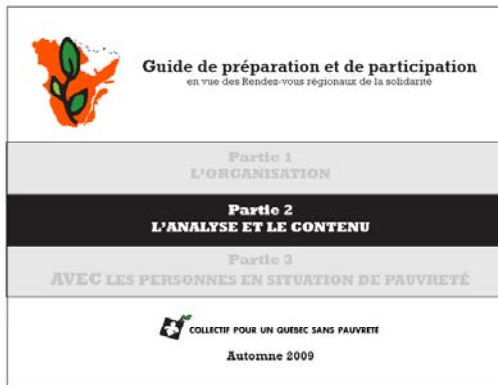 Guide de préparation et de participation
en vue des Rendez-vous régionaux de la solidarité
Partie 1
L'ORGANISATION
Partie 2
L'ANALYSE ET LE CONTENU
Partie 3
AVEC LES PERSONNES EN SITUATION DE PAUVRETÉ
COLLECTIF POUR UN QUÉBEC SANS PAUVRETÉ
Automne 2009